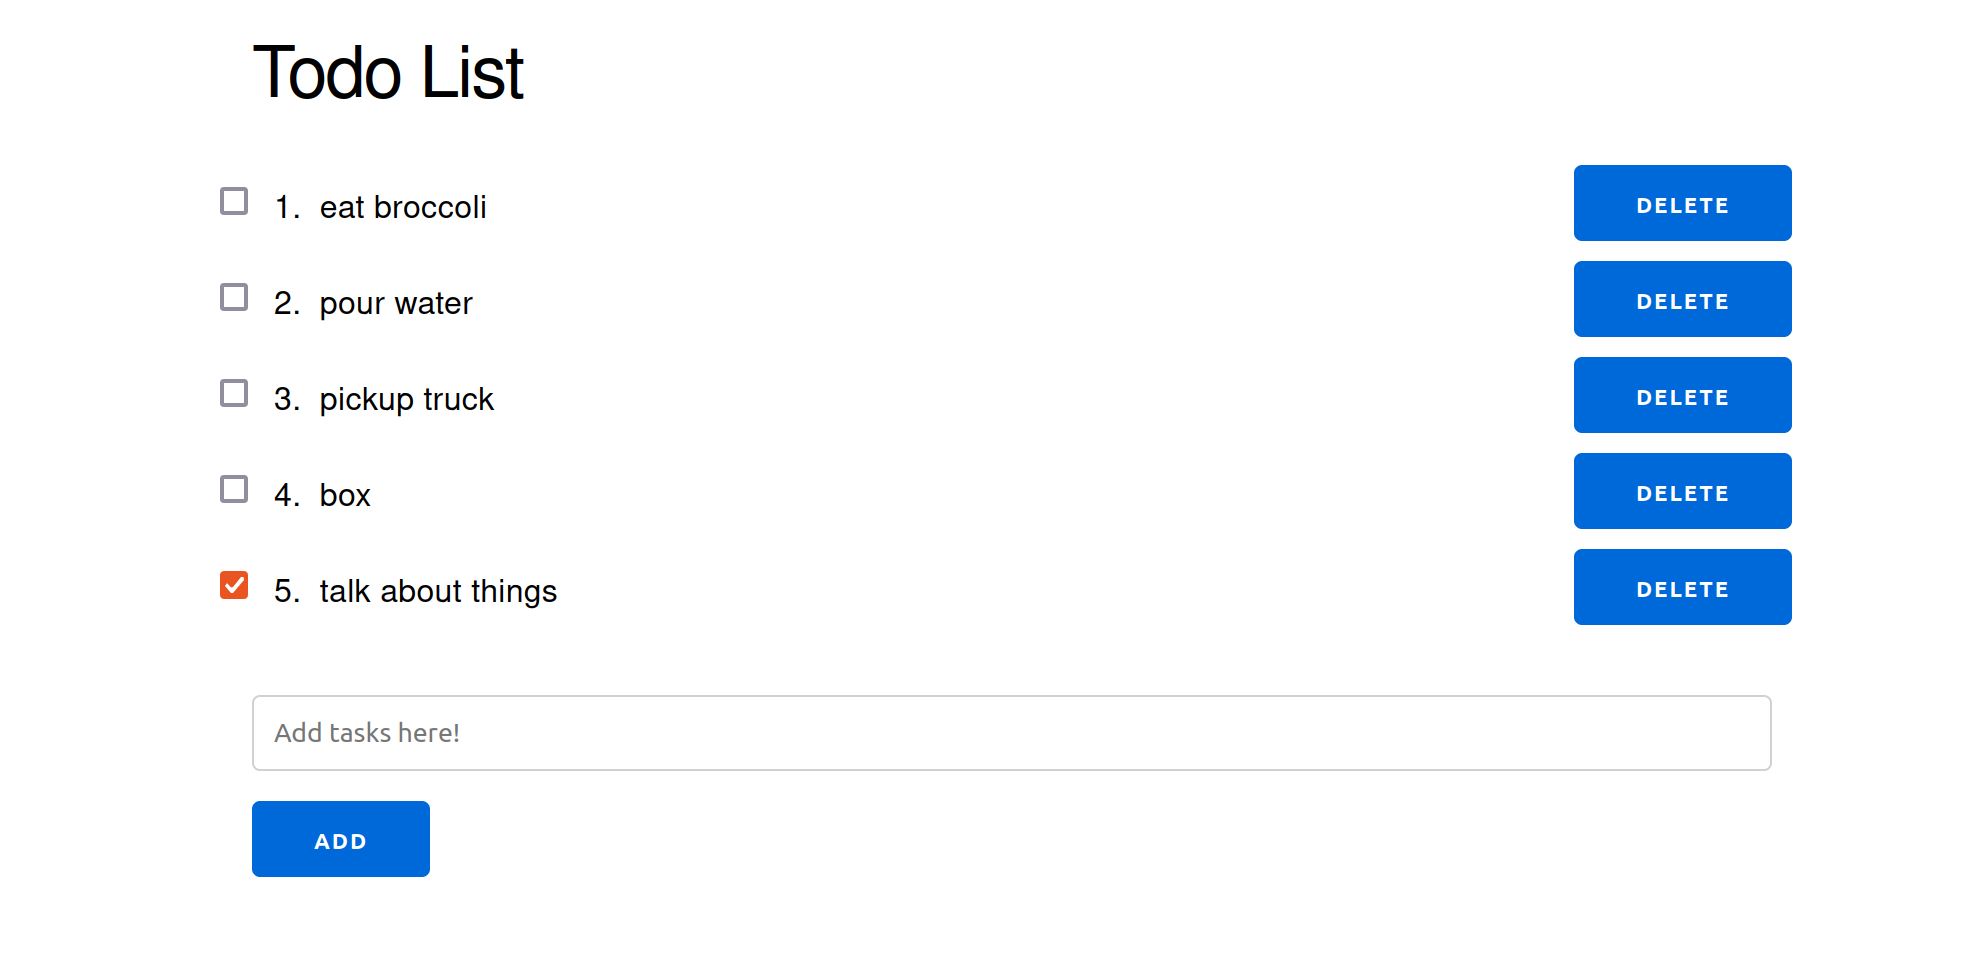 Todo List
1. eat broccoli DELETE
2. pour water DELETE
3. pickup truck DELETE
4. box DELETE
5. talk about things DELETE
Add tasks here!
ADD